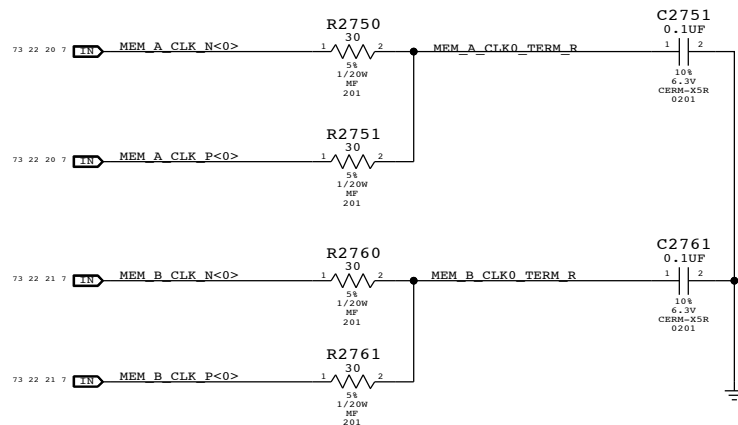 R2750
30
73 22 20 7 IN MEM_A_CLK_N<0> 1 2
5%
1/20W
MF
201
MEM_A_CLK0_TERM_R
C2751
0.1UF
1 2
10%
6.3V
CERM-X5R
0201
R2751
30
73 22 20 7 IN MEM_A_CLK_P<0> 1 2
5%
1/20W
MF
201
R2760
30
73 22 21 7 IN MEM_B_CLK_N<0> 1 2
5%
1/20W
MF
201
MEM_B_CLK0_TERM_R
C2761
0.1UF
1 2
10%
6.3V
CERM-X5R
0201
R2761
30
73 22 21 7 IN MEM_B_CLK_P<0> 1 2
5%
1/20W
MF
201